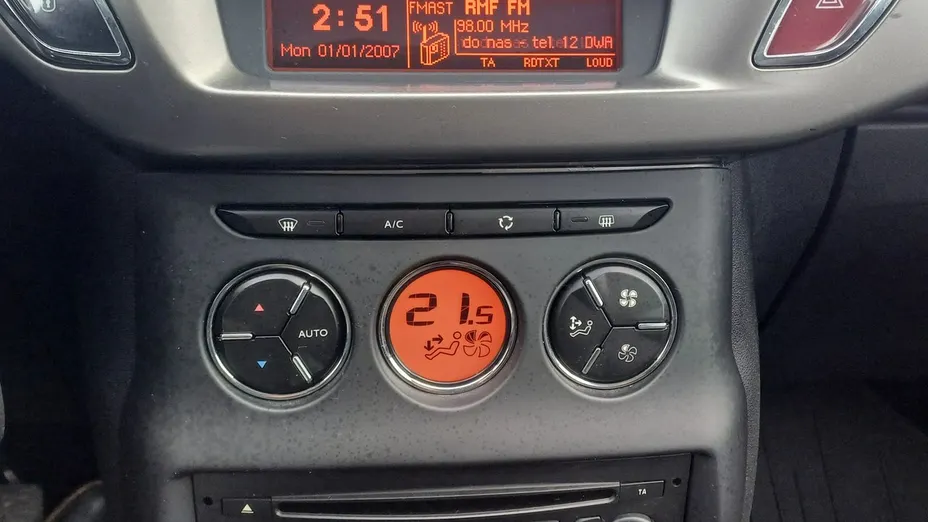 2:51
Mon 01/01/2007
FMAST RMF FM
98.00 MHz
do nas - tel. 12 DWA
TA RDTXT LOUD
A/C
AUTO
21.5
TA